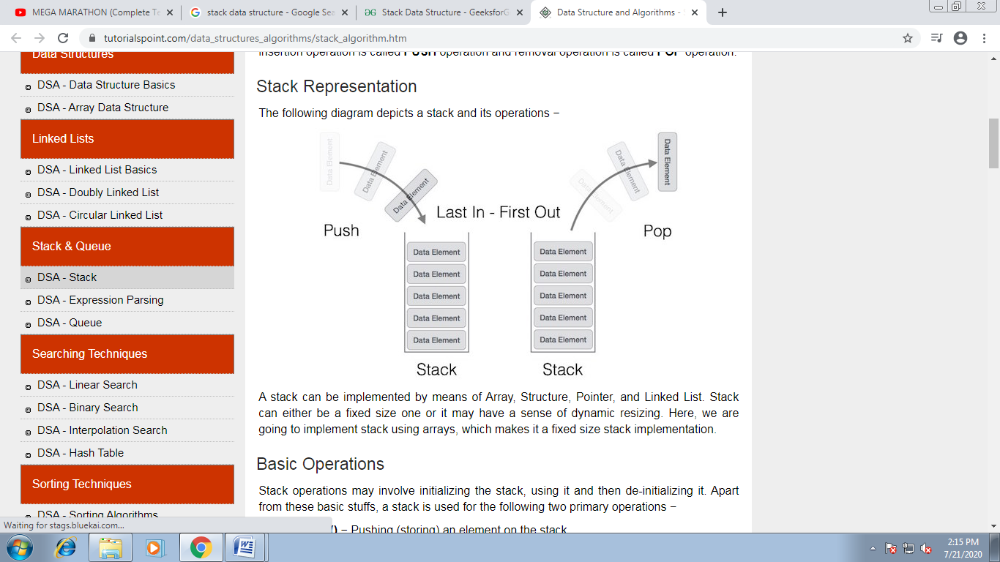 MEGA MARATHON (Complete Te
stack data structure - Google Sea
Stack Data Structure - GeeksforG
Data Structure and Algorithms -
tutorialspoint.com/data_structures_algorithms/stack_algorithm.htm
Data Structures
DSA - Data Structure Basics
DSA - Array Data Structure
Linked Lists
DSA - Linked List Basics
DSA - Doubly Linked List
DSA - Circular Linked List
Stack & Queue
DSA - Stack
DSA - Expression Parsing
DSA - Queue
Searching Techniques
DSA - Linear Search
DSA - Binary Search
DSA - Interpolation Search
DSA - Hash Table
Sorting Techniques
DSA - Sorting Algorithms
insertion operation is called PUSH operation and removal operation is called POP operation.
Stack Representation
The following diagram depicts a stack and its operations −
Data Element
Data Element
Data Element
Push
Last In - First Out
Data Element
Data Element
Data Element
Pop
Data Element
Data Element
Data Element
Data Element
Data Element
Stack
Data Element
Data Element
Data Element
Data Element
Data Element
Stack
A stack can be implemented by means of Array, Structure, Pointer, and Linked List. Stack
can either be a fixed size one or it may have a sense of dynamic resizing. Here, we are
going to implement stack using arrays, which makes it a fixed size stack implementation.
Basic Operations
Stack operations may involve initializing the stack, using it and then de-initializing it. Apart
from these basic stuffs, a stack is used for the following two primary operations −
() − Pushing (storing) an element on the stack.
Waiting for stags.bluekai.com...
2:15 PM
7/21/2020